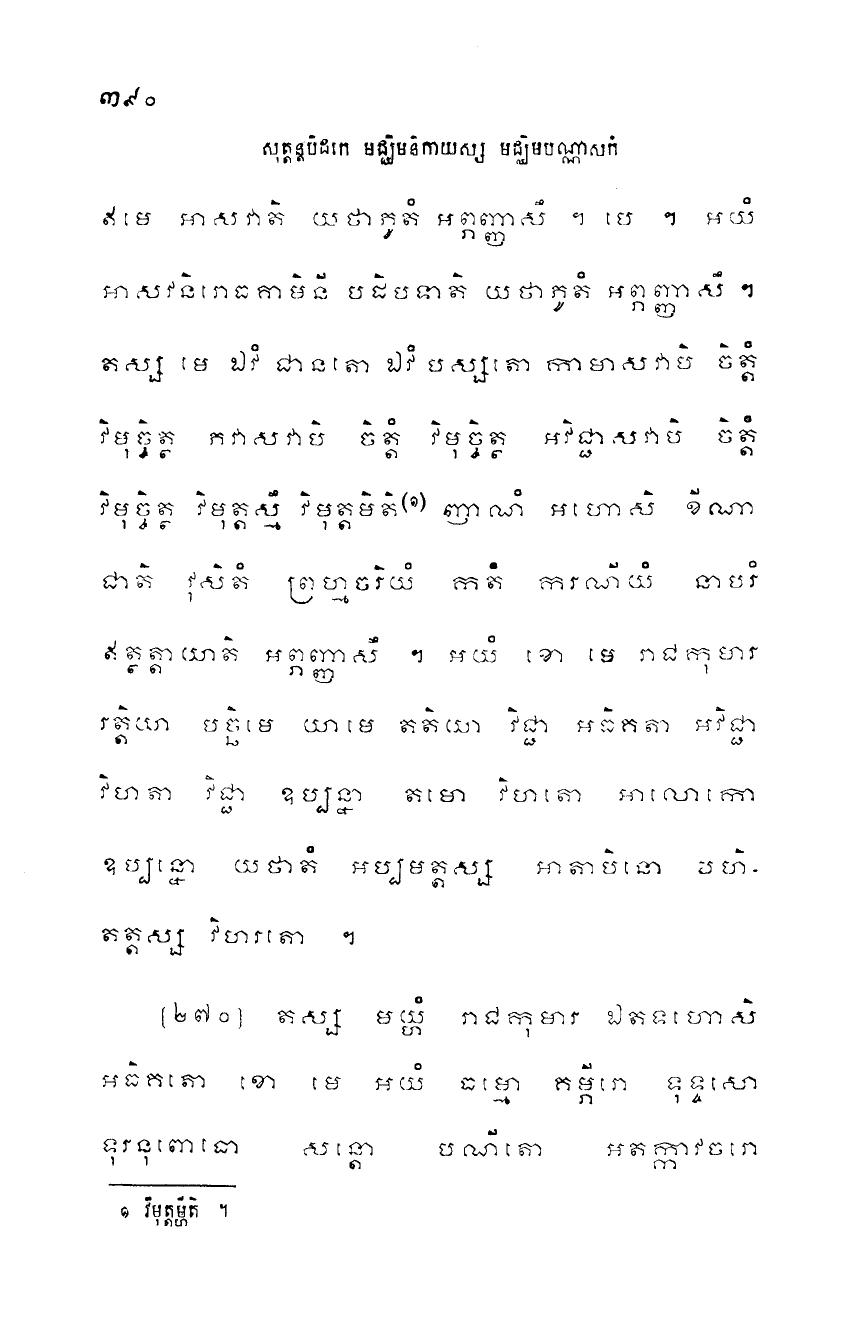 ៣៩០
សុត្តន្តបិដកេ មជ្ឈិមនិកាយស្ស មជ្ឈិមបណ្ណាសកំ
ឥមេ អាសវាតិ យថាភូតំ អព្ភញ្ញាសឹ ។ បេ ។ អយំ
អាសវនិរោធគាមិនី បដិបទាតិ យថាភូតំ អព្ភញ្ញាសឹ ។
តស្ស មេ ឯវំ ជានតោ ឯវំ បស្សតោ កាមាសវាបិ ចិត្តំ
វិមុច្ចិត្ថ ភវាសវាបិ ចិត្តំ វិមុច្ចិត្ថ អវិជ្ជាសវាបិ ចិត្តំ
វិមុច្ចិត្ថ វិមុត្តស្មឹ វិមុត្តមិតិ(១) ញាណំ អហោសិ ខីណា
ជាតិ វុសិតំ ព្រហ្មចរិយំ កតំ ករណីយំ នាបរំ
ឥត្ថត្តាយាតិ អព្ភញ្ញាសឹ ។ អយំ ខោ មេ រាជកុមារ
រត្តិយា បច្ឆិមេ យាមេ តតិយា វិជ្ជា អធិគតា អវិជ្ជា
វិហតា វិជ្ជា ឧប្បន្នា តមោ វិហតោ អាលោកោ
ឧប្បន្នោ យថាតំ អប្បមត្តស្ស អាតាបិនោ បហិ-
តត្តស្ស វិហរតោ ។
[២៧០] តស្ស មយ្ហំ រាជកុមារ ឯតទហោសិ
អធិគតោ ខោ មេ អយំ ធម្មោ គម្ភីរោ ទុទ្ទសោ
ទុរនុពោធោ សន្តោ បណីតោ អតក្កាវចរោ
១ វីមុត្តម្ហីតិ ។